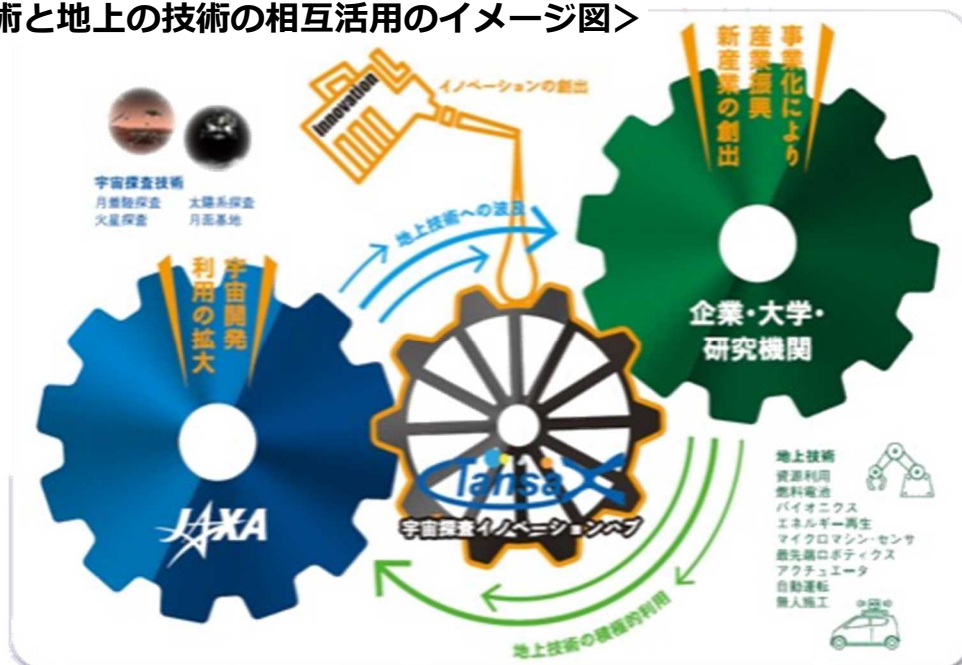 術と地上の技術の相互活用のイメージ図>
Innovation
イノベーションの創出
事業化により
産業振興
新産業の創出
宇宙探査技術
月着陸探査 太陽系探査
火星探査 月面基地
地上技術への波及
宇宙開発
利用の拡大
企業・大学・
研究機関
JAXA
TansaX
宇宙探査イノベーションハブ
地上技術
資源利用
燃料電池
バイオニクス
エネルギー再生
マイクロマシン・センサ
最先端ロボティクス
アクチュエータ
自動運転
無人施工
地上技術の積極的利用